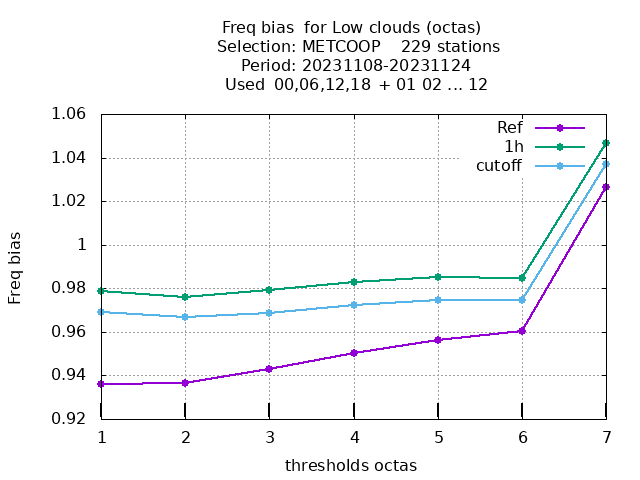 Freq bias  for Low clouds (octas)
Selection: METCOOP    229 stations
Period: 20231108-20231124
Used  00,06,12,18 + 01 02 ... 12
Ref
1h
cutoff
1.06
1.04
1.02
1
0.98
0.96
0.94
0.92
Freq bias
1 2 3 4 5 6 7
thresholds octas